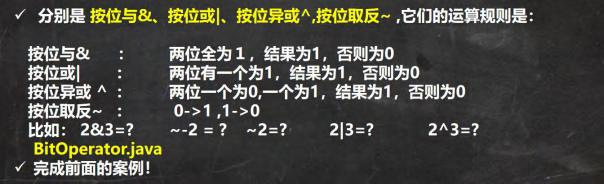 ✓ 分别是 按位与&、按位或|、按位异或^,按位取反~ ,它们的运算规则是：
按位与& ： 两位全为１，结果为1，否则为0
按位或| ： 两位有一个为1，结果为1，否则为0
按位异或 ^ ： 两位一个为0,一个为1，结果为1，否则为0
按位取反~ ： 0->1 ,1->0
比如： 2&3=? ~-2 = ? ~2=? 2|3=? 2^3=?
BitOperator.java
✓ 完成前面的案例！